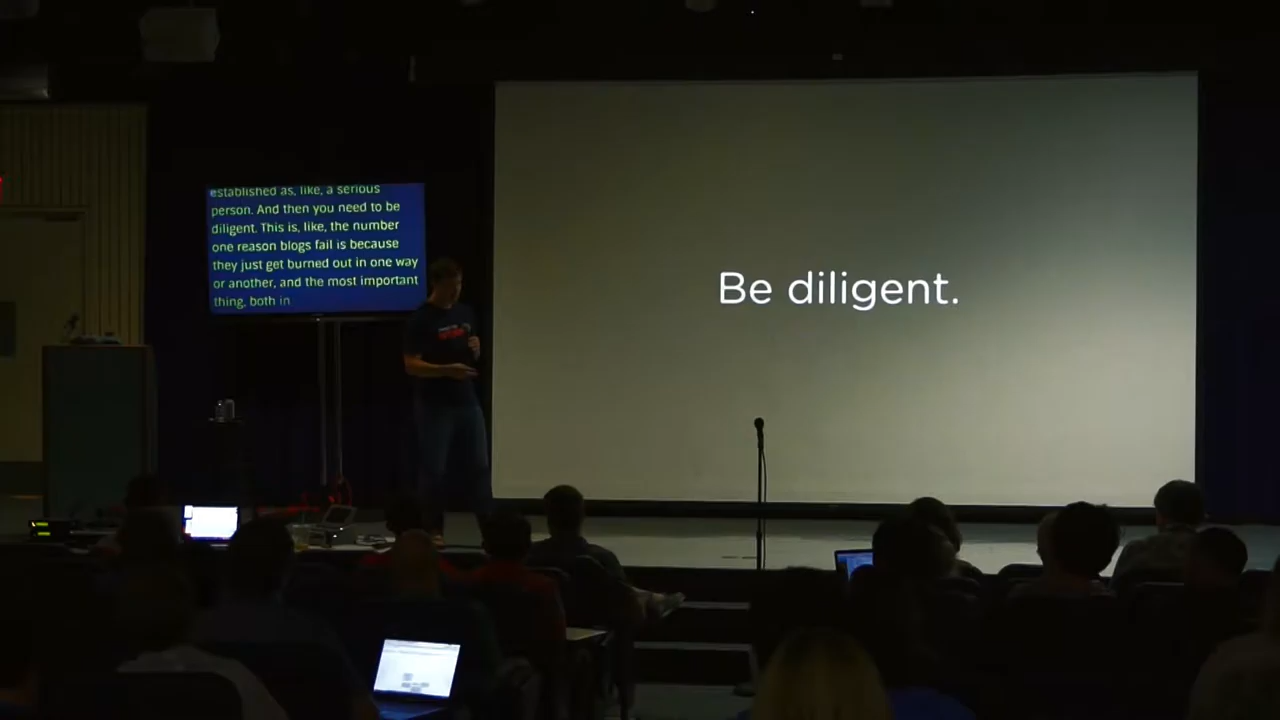 established as, like, a serious
person. And then you need to be
diligent. This is, like, the number
one reason blogs fail is because
they just get burned out in one way
or another, and the most important
thing, both in
Be diligent.